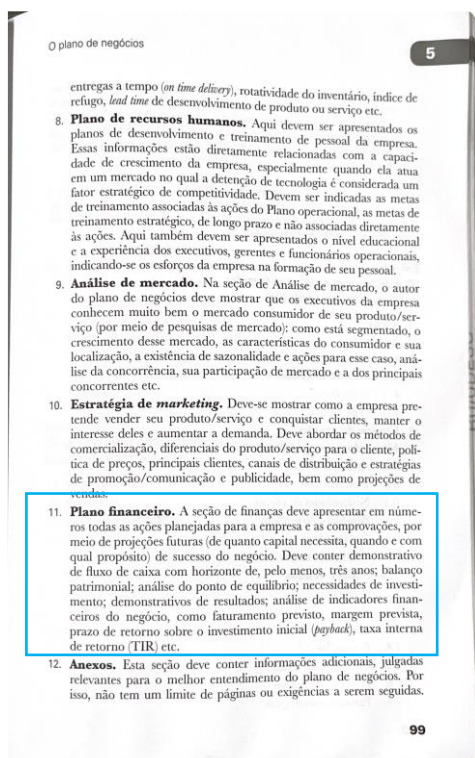 O plano de negócios
5
entregas a tempo (on time delivery), rotatividade do inventário, índice de
refugo, lead time de desenvolvimento de produto ou serviço etc.
8. Plano de recursos humanos. Aqui devem ser apresentados os
planos de desenvolvimento e treinamento de pessoal da empresa.
Essas informações estão diretamente relacionadas com a capaci-
dade de crescimento da empresa, especialmente quando ela atua
em um mercado no qual a detenção de tecnologia é considerada um
fator estratégico de competitividade. Devem ser indicadas as metas
de treinamento associadas às ações do Plano operacional, as metas de
treinamento estratégico, de longo prazo e não associadas diretamente
às ações. Aqui também devem ser apresentados o nível educacional
e a experiência dos executivos, gerentes e funcionários operacionais,
indicando-se os esforços da empresa na formação de seu pessoal.
9. Análise de mercado. Na seção de Análise de mercado, o autor
do plano de negócios deve mostrar que os executivos da empresa
conhecem muito bem o mercado consumidor de seu produto/ser-
viço (por meio de pesquisas de mercado): como está segmentado, o
crescimento desse mercado, as características do consumidor e sua
localização, a existência de sazonalidade e ações para esse caso, aná-
lise da concorrência, sua participação de mercado e a dos principais
concorrentes etc.
10. Estratégia de marketing. Deve-se mostrar como a empresa pre-
tende vender seu produto/serviço e conquistar clientes, manter o
interesse deles e aumentar a demanda. Deve abordar os métodos de
comercialização, diferenciais do produto/serviço para o cliente, polí-
tica de preços, principais clientes, canais de distribuição e estratégias
de promoção/comunicação e publicidade, bem como projeções de
vendas.
11. Plano financeiro. A seção de finanças deve apresentar em núme-
ros todas as ações planejadas para a empresa e as comprovações, por
meio de projeções futuras (de quanto capital necessita, quando e com
qual propósito) de sucesso do negócio. Deve conter demonstrativo
de fluxo de caixa com horizonte de, pelo menos, três anos; balanço
patrimonial; análise do ponto de equilíbrio; necessidades de investi-
mento; demonstrativos de resultados; análise de indicadores finan-
ceiros do negócio, como faturamento previsto, margem prevista,
prazo de retorno sobre o investimento inicial (payback), taxa interna
de retorno (TIR) etc.
12. Anexos. Esta seção deve conter informações adicionais, julgadas
relevantes para o melhor entendimento do plano de negócios. Por
isso, não tem um limite de páginas ou exigências a serem seguidas.
99